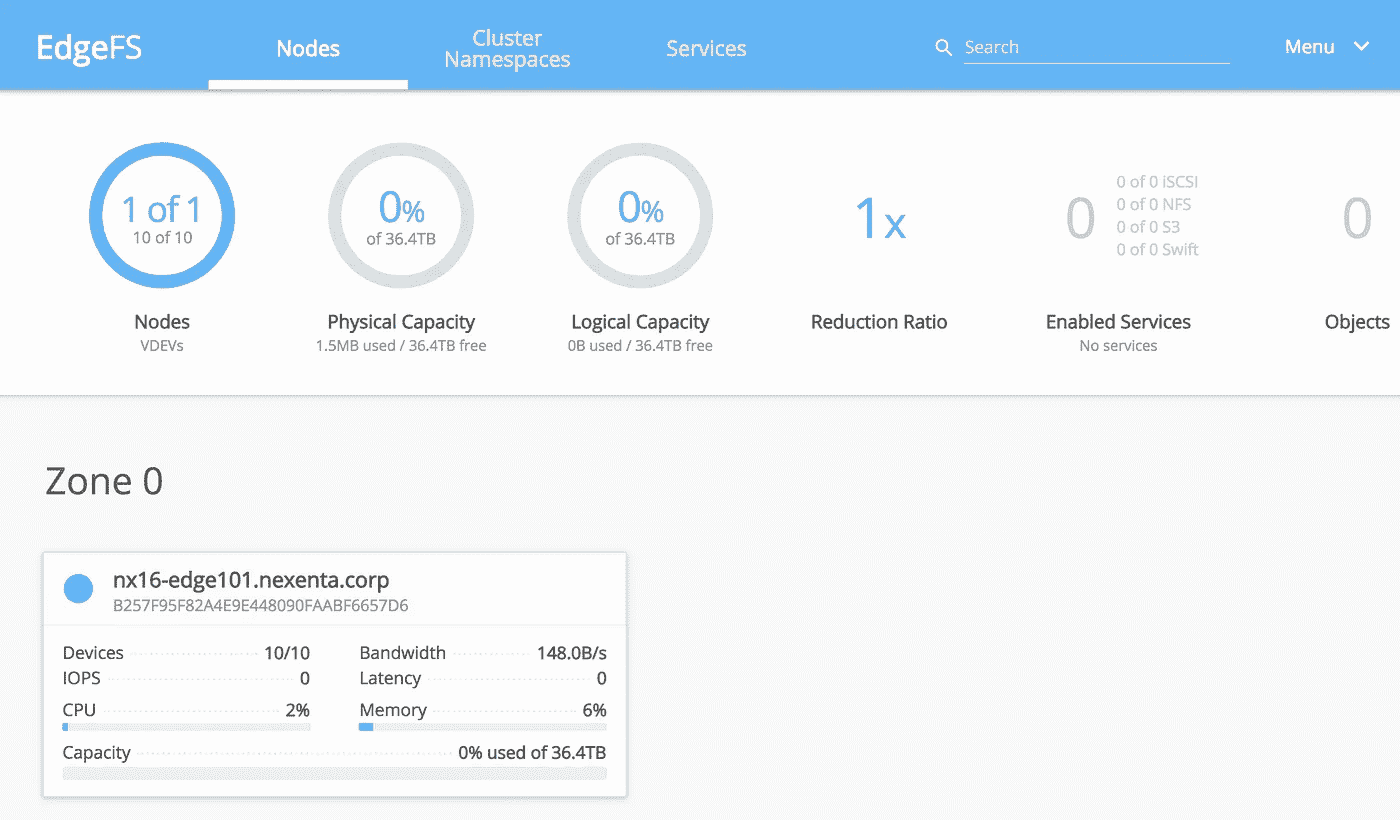 EdgeFS
Nodes
Cluster
Namespaces
Services
Search
Menu
1 of 1
10 of 10
Nodes
VDEVs
0%
of 36.4TB
Physical Capacity
1.5MB used / 36.4TB free
0%
of 36.4TB
Logical Capacity
0B used / 36.4TB free
1x
Reduction Ratio
0
0 of 0 iSCSI
0 of 0 NFS
0 of 0 S3
0 of 0 Swift
Enabled Services
No services
0
Objects
Zone 0
nx16-edge101.nexenta.corp
B257F95F82A4E9E448090FAABF6657D6
Devices 10/10
Bandwidth 148.0B/s
IOPS 0
Latency 0
CPU 2%
Memory 6%
Capacity 0% used of 36.4TB